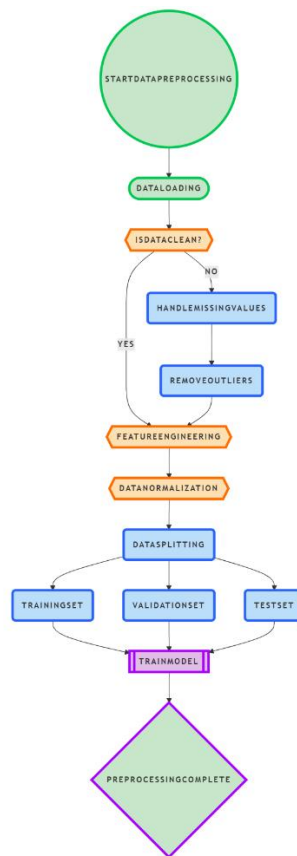 STARTDATAPREPROCESSING
DATALOADING
ISDATACLEAN?
NO
HANDLEMISSINGVALUES
YES
REMOVEOUTLIERS
FEATUREENGINEERING
DATANORMALIZATION
DATASPLITTING
TRAININGSET
VALIDATIONSET
TESTSET
TRAINMODEL
PREPROCESSINGCOMPLETE